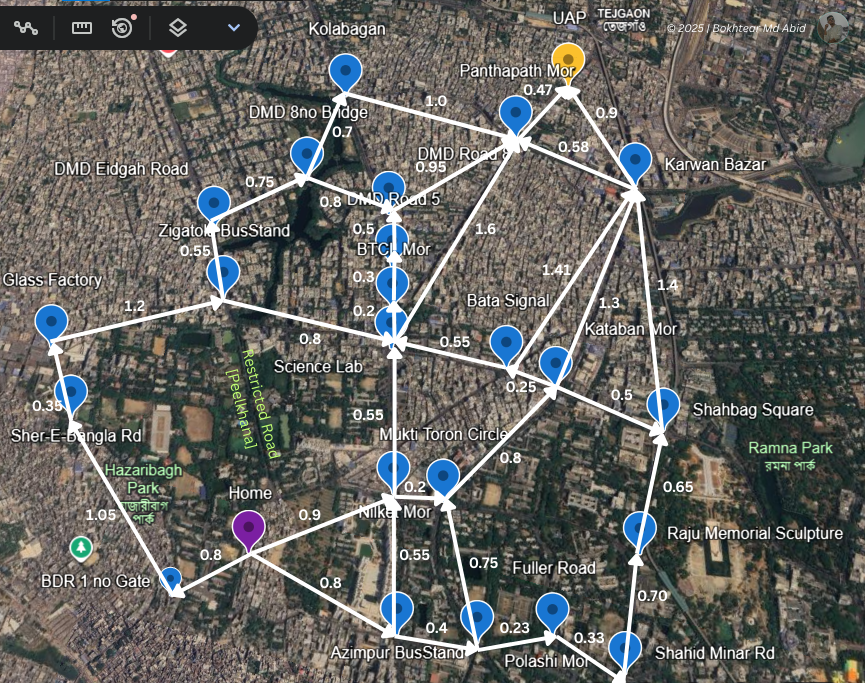 UAP
TEJGAON
তেজগাঁও
© 2025 | Bokhtear Md Abid
Kolabagan
Panthapath Mor
0.47
0.9
1.0
DMD 8no Bridge
0.7
0.58
DMD Road
0.95
Karwan Bazar
DMD Eidgah Road
0.75
0.8
DMD Road 5
Zigatola BusStand
0.5
1.6
0.55
BTCL Mor
Glass Factory
0.3
1.41
1.4
1.2
0.2
Bata Signal
1.3
Kataban Mor
0.8
0.55
Science Lab
Restricted Road
[Peelkhana]
0.25
0.5
0.35
0.55
Shahbag Square
Sher-E-Bangla Rd
Mukti Toron Circle
0.8
Ramna Park
রমনা পার্ক
Hazaribagh
Park
হাজারীবাগ
পার্ক
0.2
0.65
Home
1.05
0.9
Nilket Mor
Raju Memorial Sculpture
0.8
0.55
0.75
Fuller Road
BDR 1 no Gate
0.8
0.70
0.4
0.23
0.33
Azimpur BusStand
Polashi Mor
Shahid Minar Rd